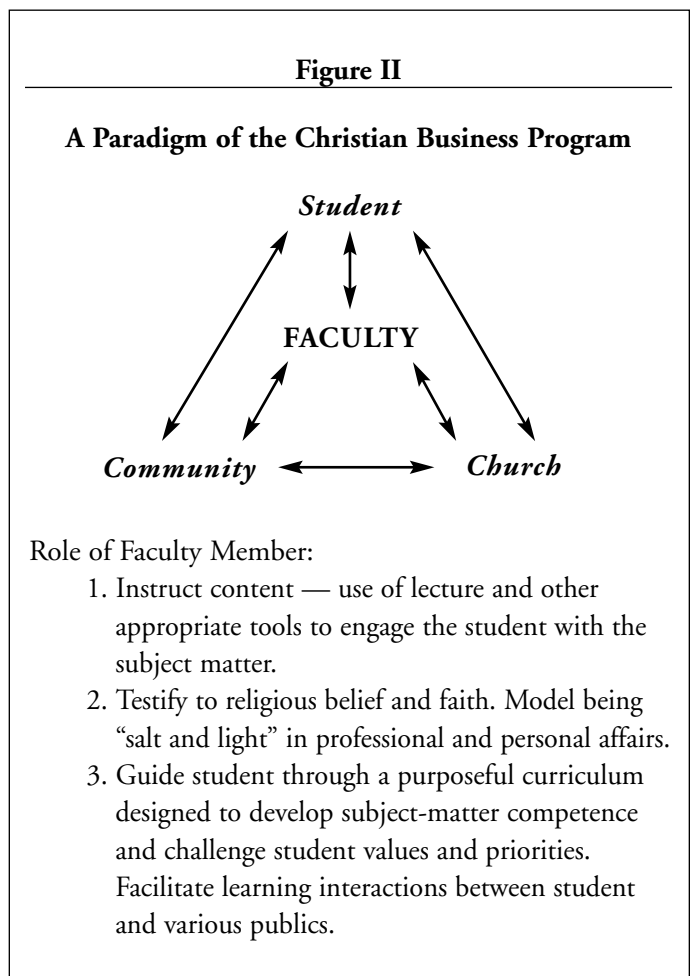 Figure II
A Paradigm of the Christian Business Program
Student
FACULTY
Community
Church
Role of Faculty Member:
1. Instruct content — use of lecture and other
appropriate tools to engage the student with the
subject matter.
2. Testify to religious belief and faith. Model being
“salt and light” in professional and personal affairs.
3. Guide student through a purposeful curriculum
designed to develop subject-matter competence
and challenge student values and priorities.
Facilitate learning interactions between student
and various publics.